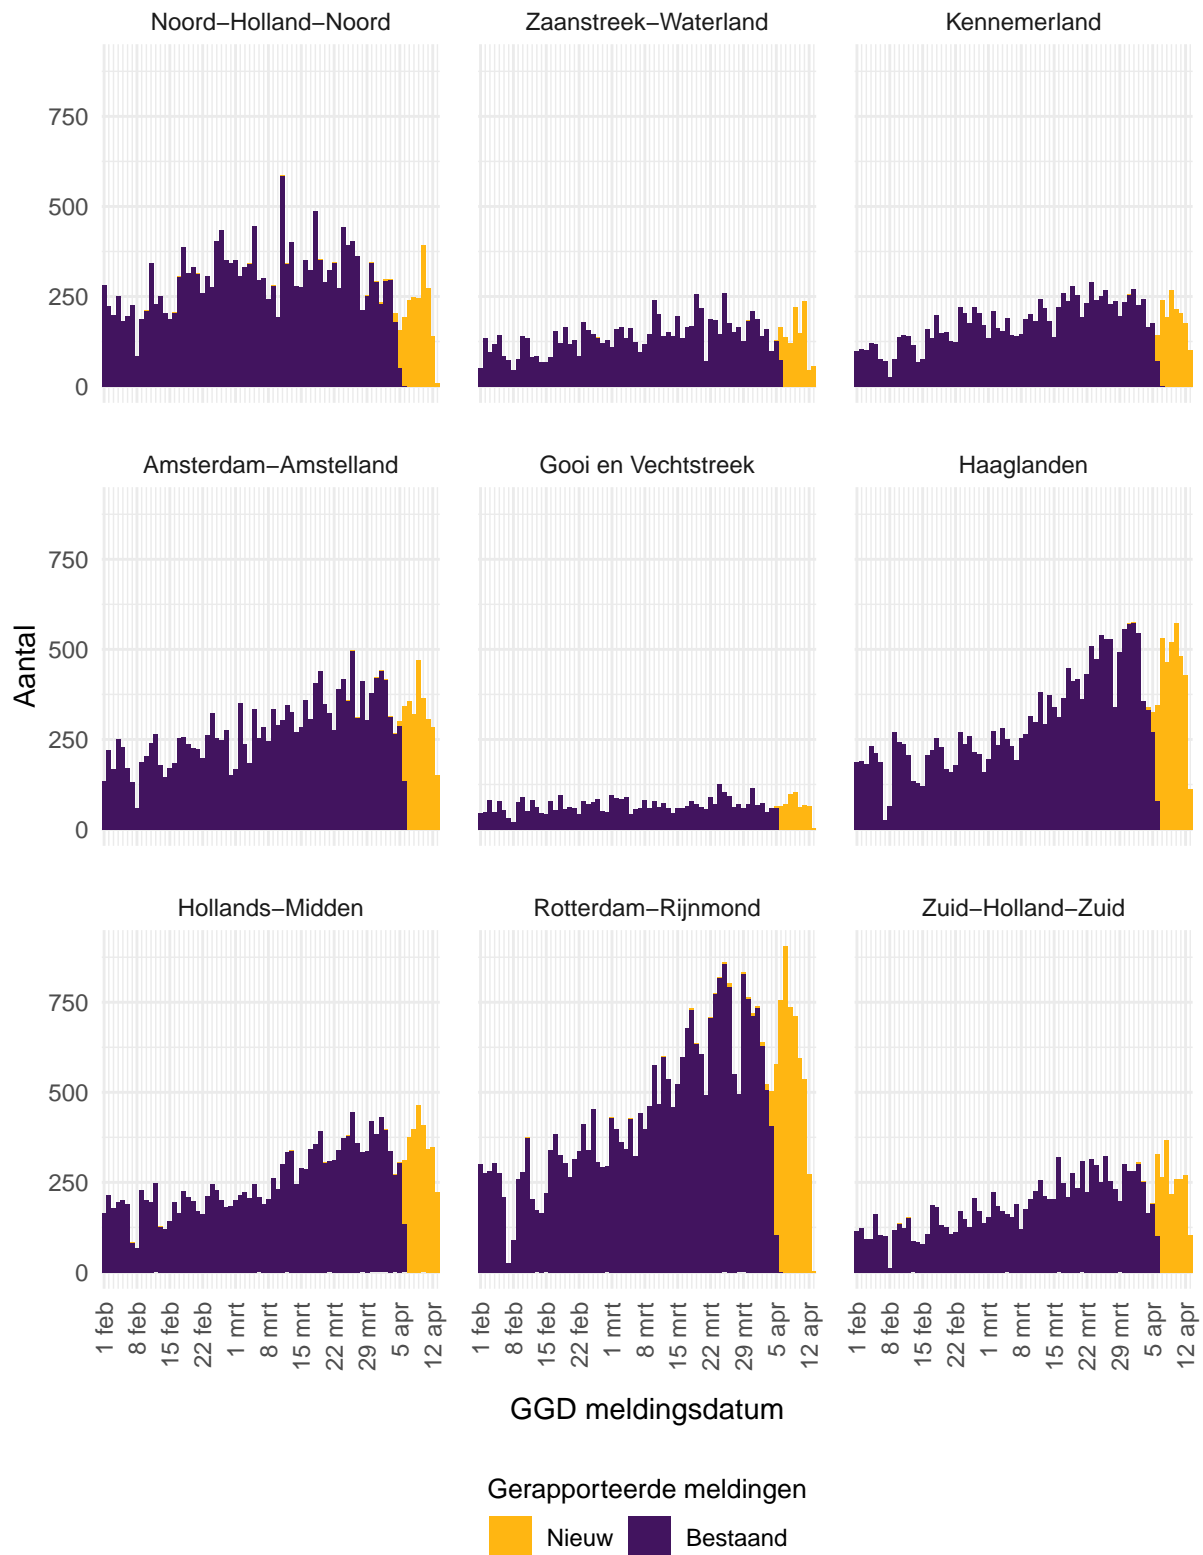 Noord−Holland−Noord
Zaanstreek−Waterland
Kennemerland
750
500
250
0
Amsterdam−Amstelland
Gooi en Vechtstreek
Haaglanden
750
500
250
0
Aantal
Hollands−Midden
Rotterdam−Rijnmond
Zuid−Holland−Zuid
750
500
250
0
1 feb
8 feb
15 feb
22 feb
1 mrt
8 mrt
15 mrt
22 mrt
29 mrt
5 apr
12 apr
1 feb
8 feb
15 feb
22 feb
1 mrt
8 mrt
15 mrt
22 mrt
29 mrt
5 apr
12 apr
1 feb
8 feb
15 feb
22 feb
1 mrt
8 mrt
15 mrt
22 mrt
29 mrt
5 apr
12 apr
GGD meldingsdatum
Gerapporteerde meldingen
Nieuw Bestaand